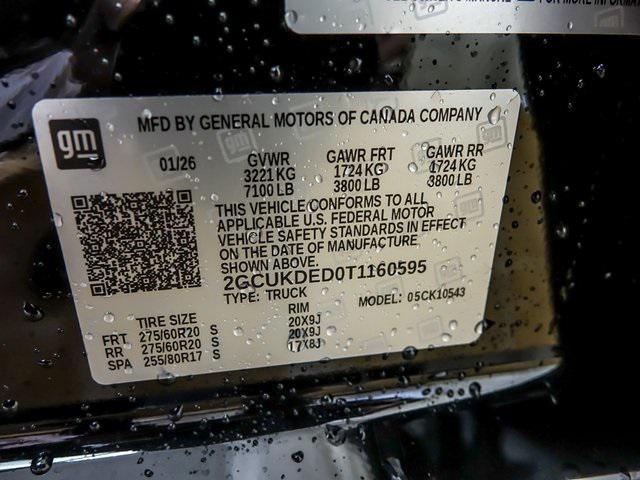 FOR MORE INFORMA
MFD BY GENERAL MOTORS OF CANADA COMPANY
gm
01/26 GVWR GAWR FRT GAWR RR
3221 KG 1724 KG 1724 KG
7100 LB 3800 LB 3800 LB
THIS VEHICLE CONFORMS TO ALL
APPLICABLE U.S. FEDERAL MOTOR
VEHICLE SAFETY STANDARDS IN EFFECT
ON THE DATE OF MANUFACTURE
SHOWN ABOVE.
2GCUKDED0T1160595
TYPE: TRUCK MODEL: 05CK10543
TIRE SIZE RIM
FRT 275/60R20 S 20X9J
RR 275/60R20 S 20X9J
SPA 255/80R17 S 17X8J